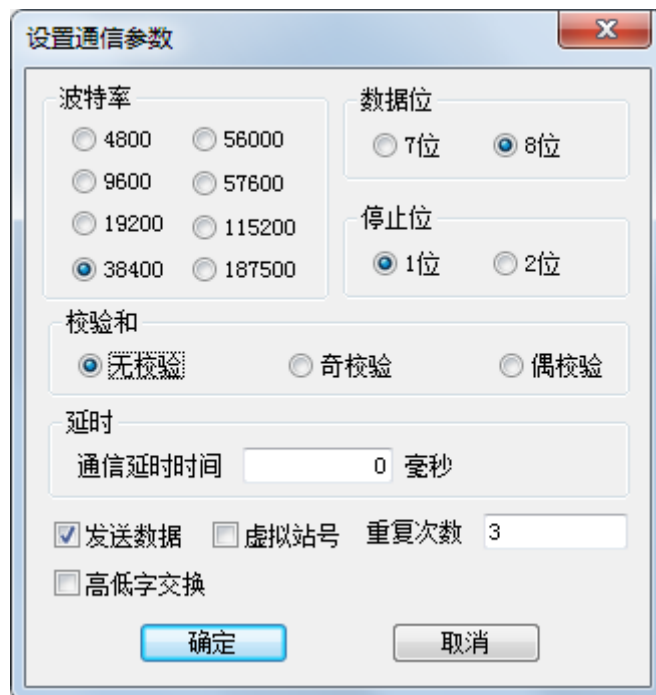 设置通信参数
波特率
4800 56000
9600 57600
19200 115200
38400 187500
数据位
7位 8位
停止位
1位 2位
校验和
无校验 奇校验 偶校验
延时
通信延时时间 0 毫秒
发送数据 虚拟站号 重复次数 3
高低字交换
确定 取消